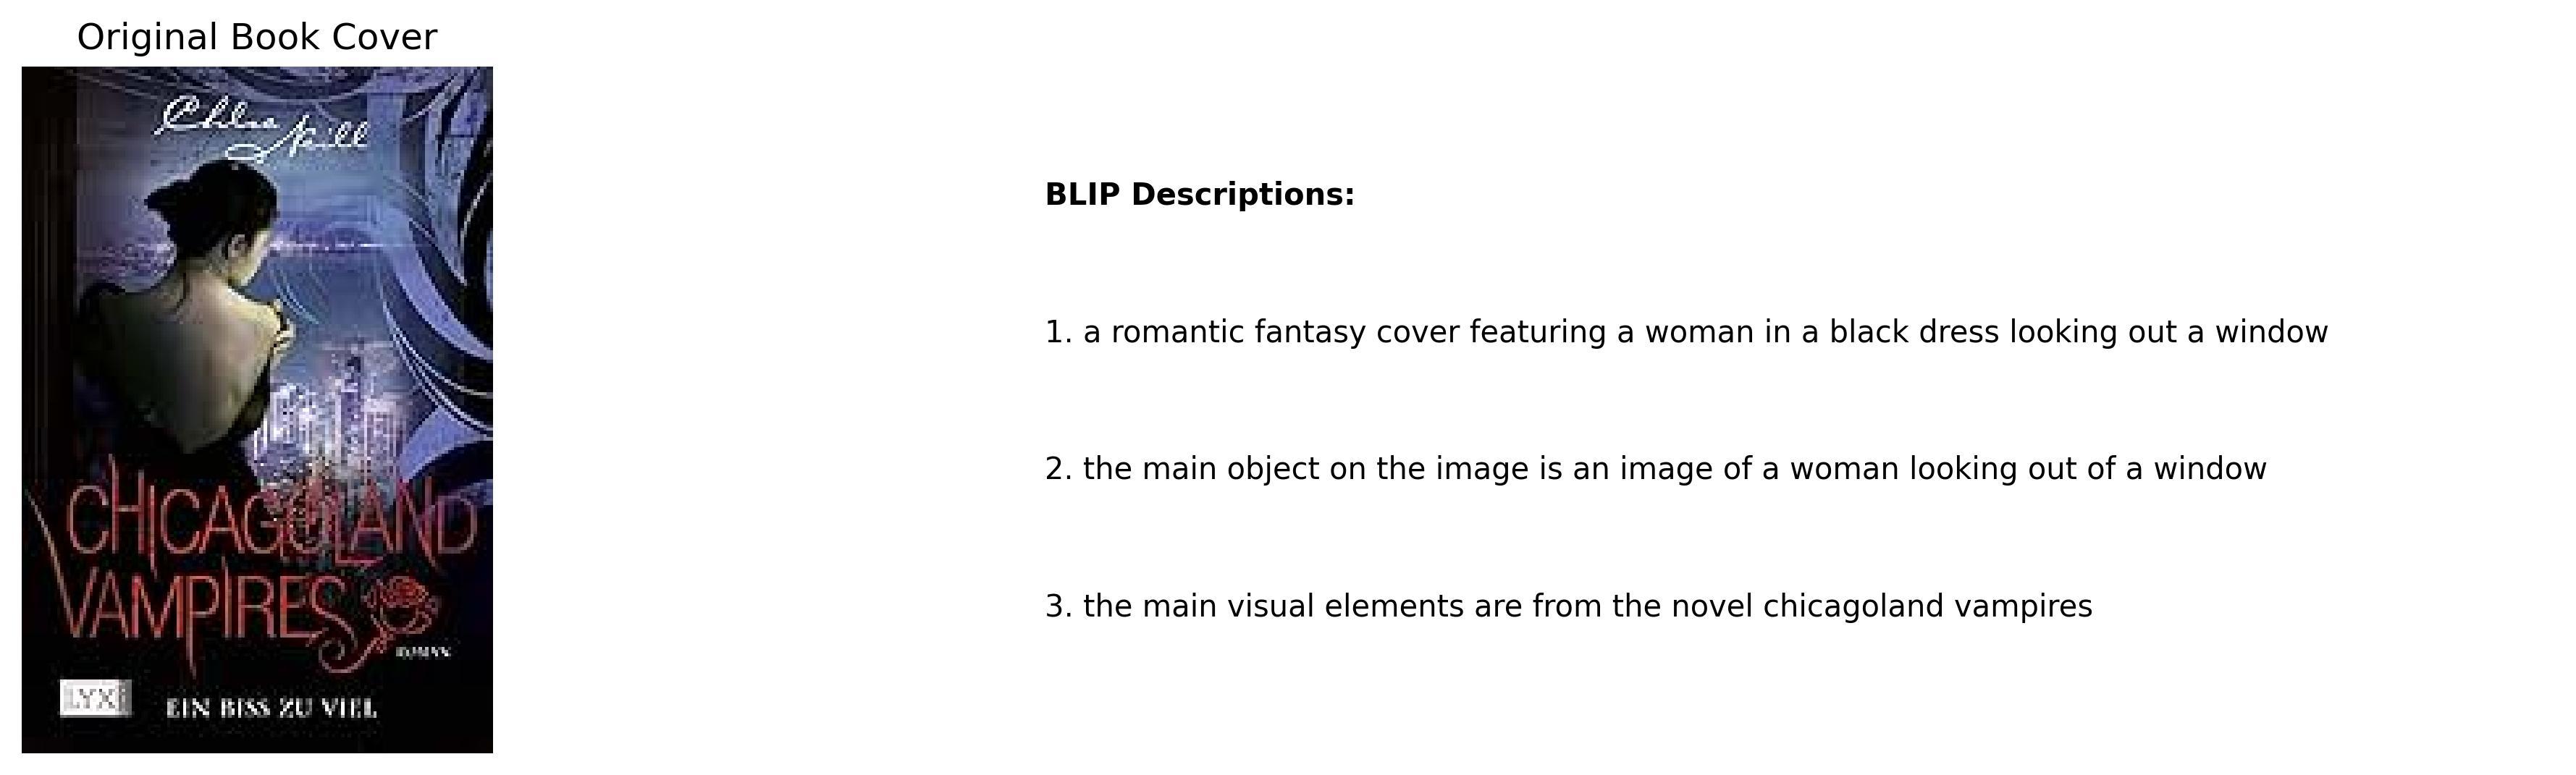 Original Book Cover
Chloe
Neill
CHICAGOLAND
VAMPIRES
ROMAN
LYX
EIN BISS ZU VIEL
BLIP Descriptions:
1. a romantic fantasy cover featuring a woman in a black dress looking out a window
2. the main object on the image is an image of a woman looking out of a window
3. the main visual elements are from the novel chicagoland vampires